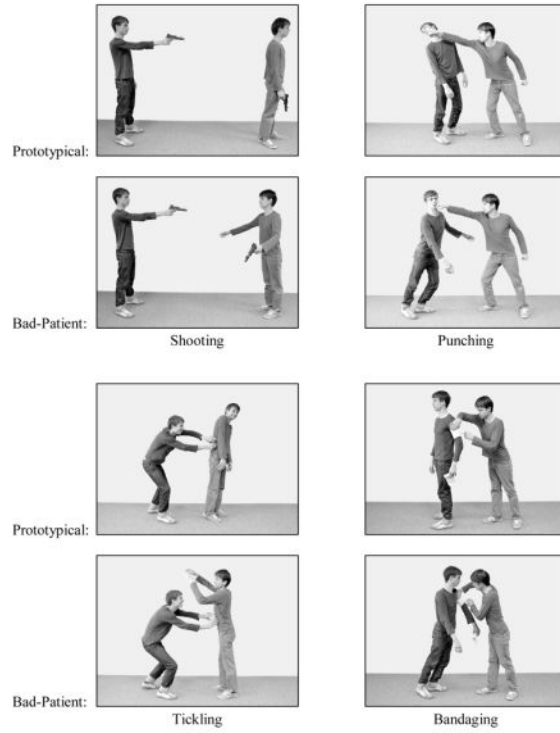 Prototypical:
Bad-Patient:
Shooting
Punching
Prototypical:
Bad-Patient:
Tickling
Bandaging